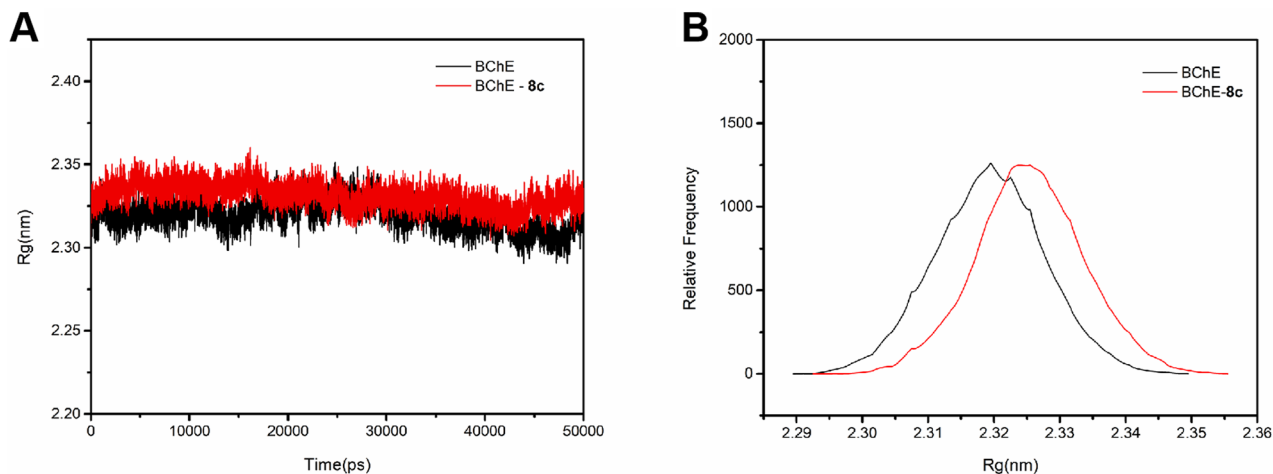 A
BChE
BChE - 8c
2.40
2.35
2.30
2.25
2.20
Rg(nm)
0
10000
20000
30000
40000
50000
Time(ps)
B
2000
BChE
BChE-8c
1500
1000
500
0
Relative Frequency
2.29
2.30
2.31
2.32
2.33
2.34
2.35
2.36
Rg(nm)